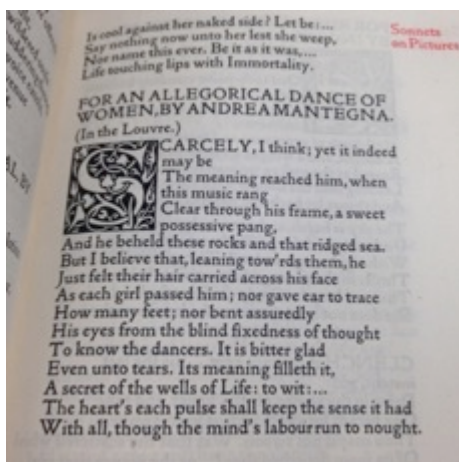 Is cool against her naked side? Let be:...
Say nothing now unto her lest she weep,
Nor name this ever. Be it as it was,...
Life touching lips with Immortality.
Sonnets
on Pictures
FOR AN ALLEGORICAL DANCE OF
WOMEN, BY ANDREA MANTEGNA.
(In the Louvre.)
SCARCELY, I think; yet it indeed
may be
The meaning reached him, when
this music rang
Clear through his frame, a sweet
possessive pang,
And he beheld these rocks and that ridged sea.
But I believe that, leaning tow'rds them, he
Just felt their hair carried across his face
As each girl passed him; nor gave ear to trace
How many feet; nor bent assuredly
His eyes from the blind fixedness of thought
To know the dancers. It is bitter glad
Even unto tears. Its meaning filleth it,
A secret of the wells of Life: to wit:...
The heart's each pulse shall keep the sense it had
With all, though the mind's labour run to nought.